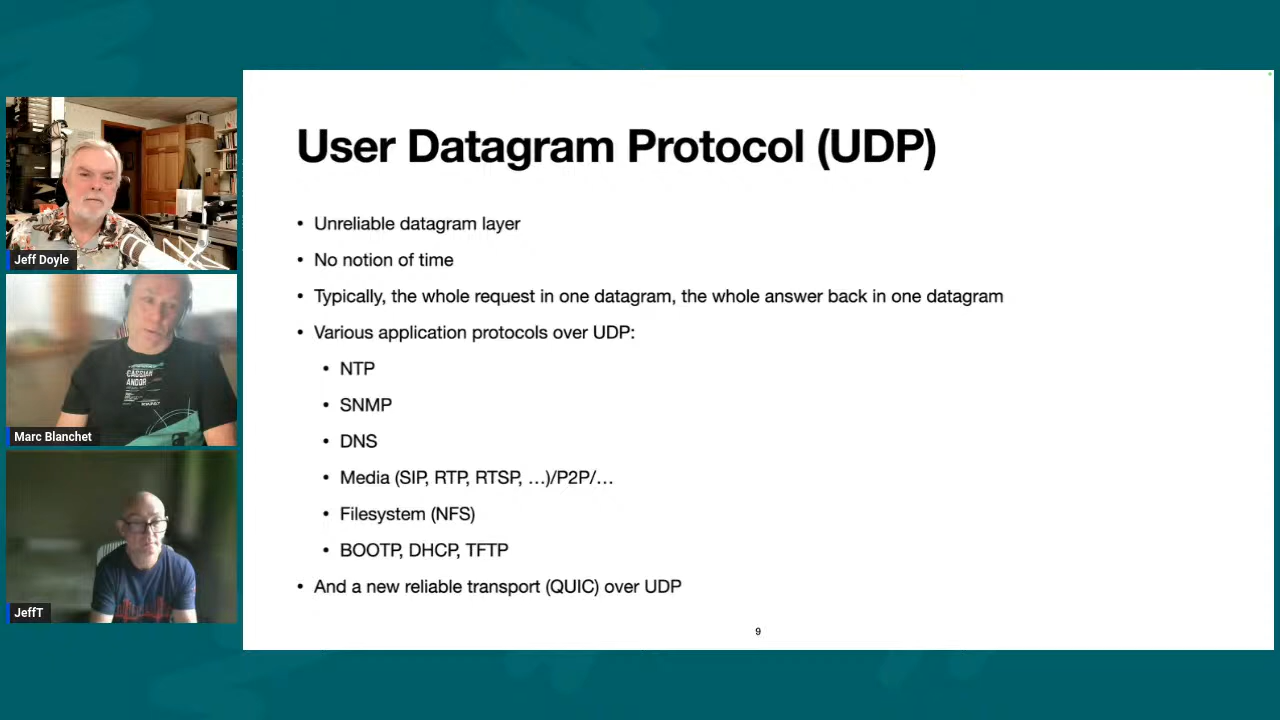 User Datagram Protocol (UDP)
• Unreliable datagram layer
• No notion of time
• Typically, the whole request in one datagram, the whole answer back in one datagram
• Various application protocols over UDP:
• NTP
• SNMP
• DNS
• Media (SIP, RTP, RTSP, …)/P2P/…
• Filesystem (NFS)
• BOOTP, DHCP, TFTP
• And a new reliable transport (QUIC) over UDP
9
Jeff Doyle
CASSIAN
ANDOR
Marc Blanchet
JeffT